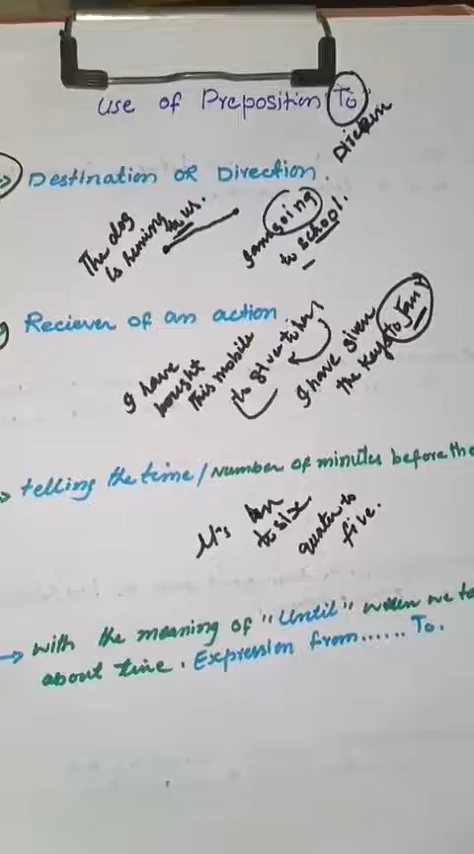 Use of Preposition To
Destination or Direction.
The dog
is running
to us.
going
to school.
Reciever of an action.
I have
bought
This mobile
to give
I have given
the keys to
telling the time/Number of minutes before the
It's ten
to six
quarter to
five.
→ with the meaning of "Until" when we ta
about time. Expression from...... To.